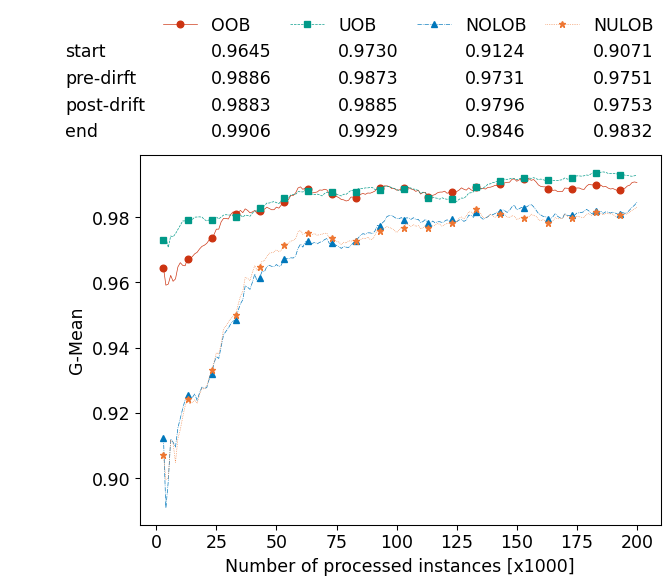 OOB UOB NOLOB NULOB
start 0.9645 0.9730 0.9124 0.9071
pre-dirft 0.9886 0.9873 0.9731 0.9751
post-drift 0.9883 0.9885 0.9796 0.9753
end 0.9906 0.9929 0.9846 0.9832
0.98
0.96
0.94
0.92
0.90
G-Mean
0 25 50 75 100 125 150 175 200
Number of processed instances [x1000]